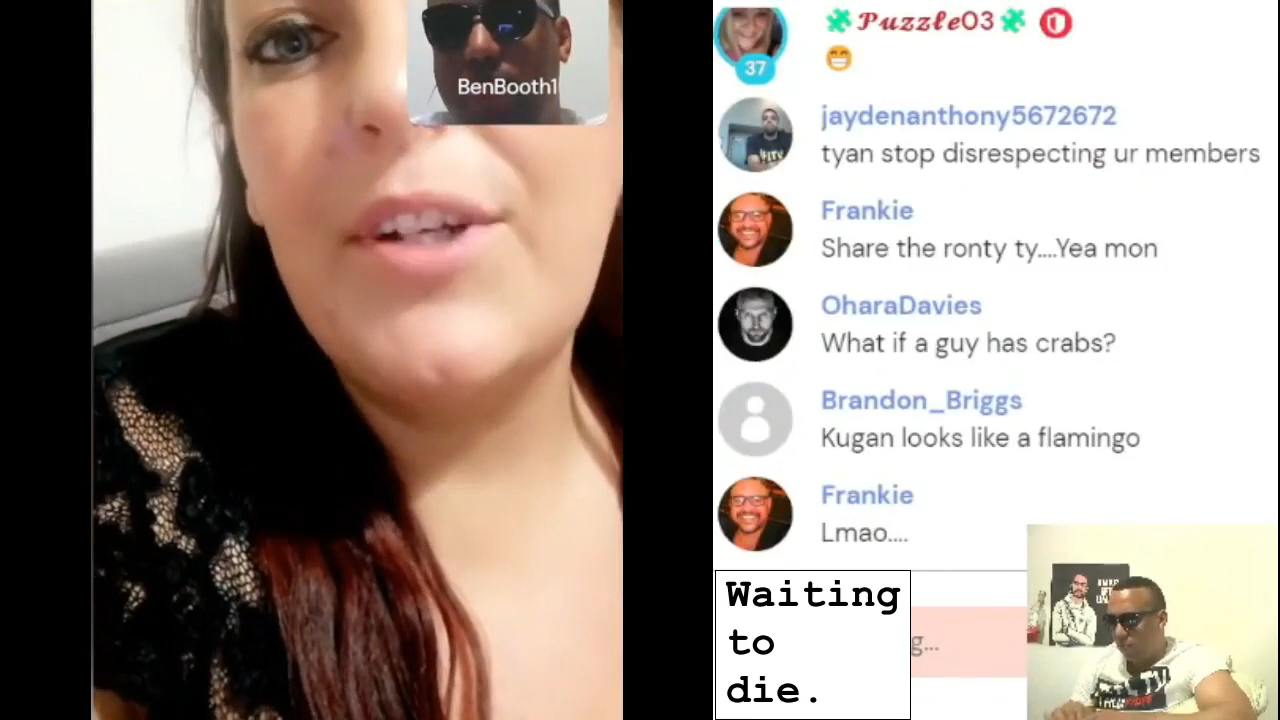 BenBooth1
𝓟𝓾𝔃𝔃𝓵𝓮03
37
jaydenanthony5672672
tyan stop disrespecting ur members
Frankie
Share the ronty ty....Yea mon
OharaDavies
What if a guy has crabs?
Brandon_Briggs
Kugan looks like a flamingo
Frankie
Lmao....
Waiting
to
die.
g...